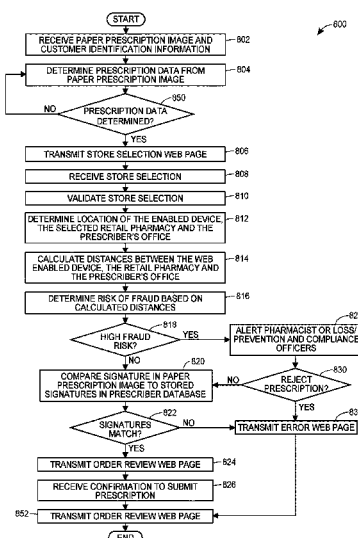 START
600
RECEIVE PAPER PRESCRIPTION IMAGE AND
CUSTOMER IDENTIFICATION INFORMATION
602
DETERMINE PRESCRIPTION DATA FROM
PAPER PRESCRIPTION IMAGE
604
850
NO
PRESCRIPTION DATA
DETERMINED?
YES
TRANSMIT STORE SELECTION WEB PAGE
806
RECEIVE STORE SELECTION
808
VALIDATE STORE SELECTION
810
DETERMINE LOCATION OF THE ENABLED DEVICE,
THE SELECTED RETAIL PHARMACY AND THE
PRESCRIBER'S OFFICE
812
CALCULATE DISTANCES BETWEEN THE WEB
ENABLED DEVICE, THE RETAIL PHARMACY AND
THE PRESCRIBER'S OFFICE
814
DETERMINE RISK OF FRAUD BASED ON
CALCULATED DISTANCES
816
818
HIGH FRAUD
RISK?
YES
NO
ALERT PHARMACIST OR LOSS/
PREVENTION AND COMPLIANCE
OFFICERS
820
COMPARE SIGNATURE IN PAPER
PRESCRIPTION IMAGE TO STORED
SIGNATURES IN PRESCRIBER DATABASE
830
REJECT
PRESCRIPTION?
NO
YES
822
SIGNATURES
MATCH?
NO
YES
TRANSMIT ERROR WEB PAGE
TRANSMIT ORDER REVIEW WEB PAGE
824
RECEIVE CONFIRMATION TO SUBMIT
PRESCRIPTION
826
852
TRANSMIT ORDER REVIEW WEB PAGE
END